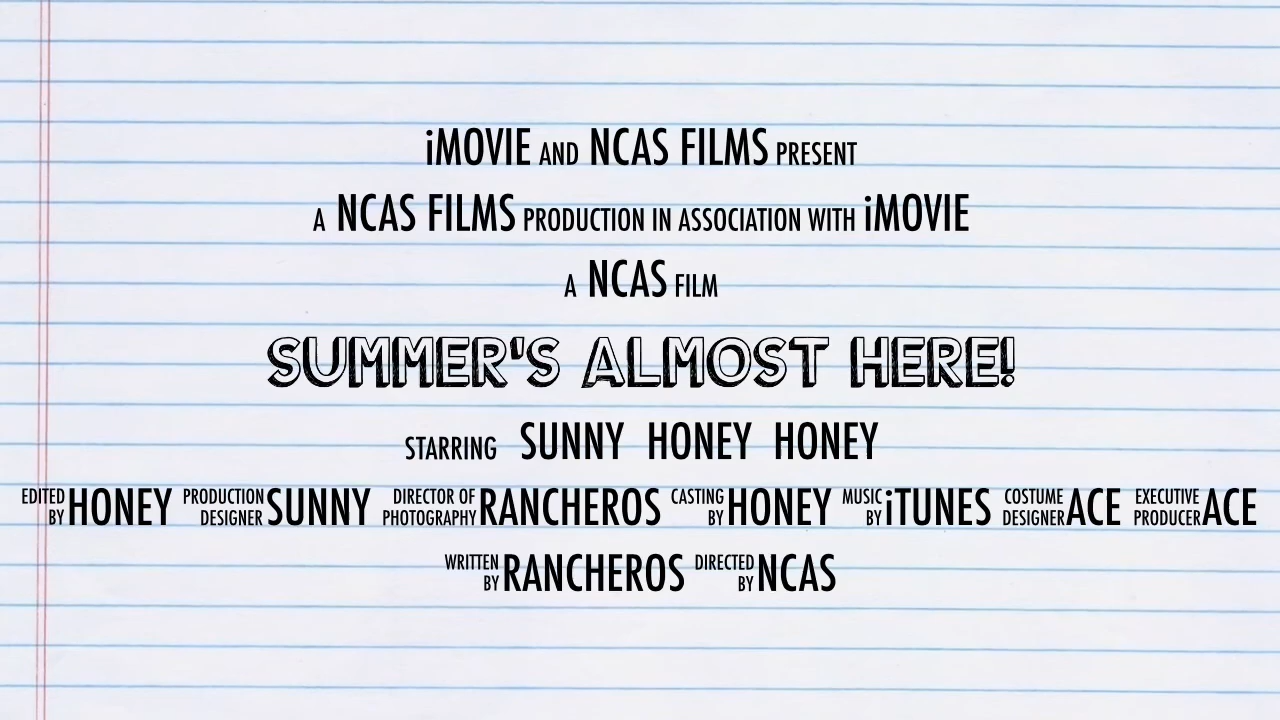 iMOVIE AND NCAS FILMS PRESENT
A NCAS FILMS PRODUCTION IN ASSOCIATION WITH iMOVIE
A NCAS FILM
SUMMER'S ALMOST HERE!
STARRING SUNNY HONEY HONEY
EDITED BY HONEY PRODUCTION DESIGNER SUNNY DIRECTOR OF PHOTOGRAPHY RANCHEROS CASTING BY HONEY MUSIC BY iTUNES COSTUME DESIGNER ACE EXECUTIVE PRODUCER ACE
WRITTEN BY RANCHEROS DIRECTED BY NCAS